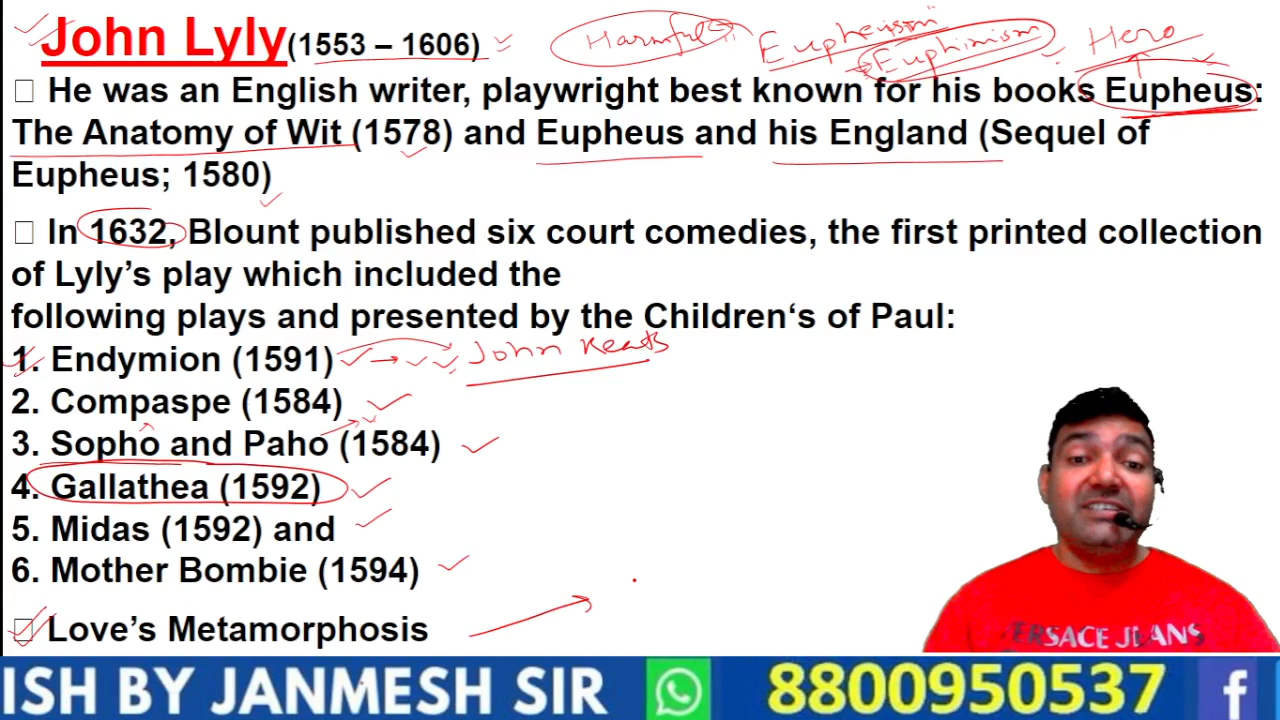 John Lyly(1553 – 1606)
Harmful
Eupheusm"
Euphimism
Hero
□ He was an English writer, playwright best known for his books Eupheus:
The Anatomy of Wit (1578) and Eupheus and his England (Sequel of
Eupheus; 1580)
□ In 1632, Blount published six court comedies, the first printed collection
of Lyly’s play which included the
following plays and presented by the Children‘s of Paul:
1. Endymion (1591)
John Keats
2. Compaspe (1584)
3. Sopho and Paho (1584)
4. Gallathea (1592)
5. Midas (1592) and
6. Mother Bombie (1594)
□ Love’s Metamorphosis
ERSACE JEANS
ISH BY JANMESH SIR
8800950537
f